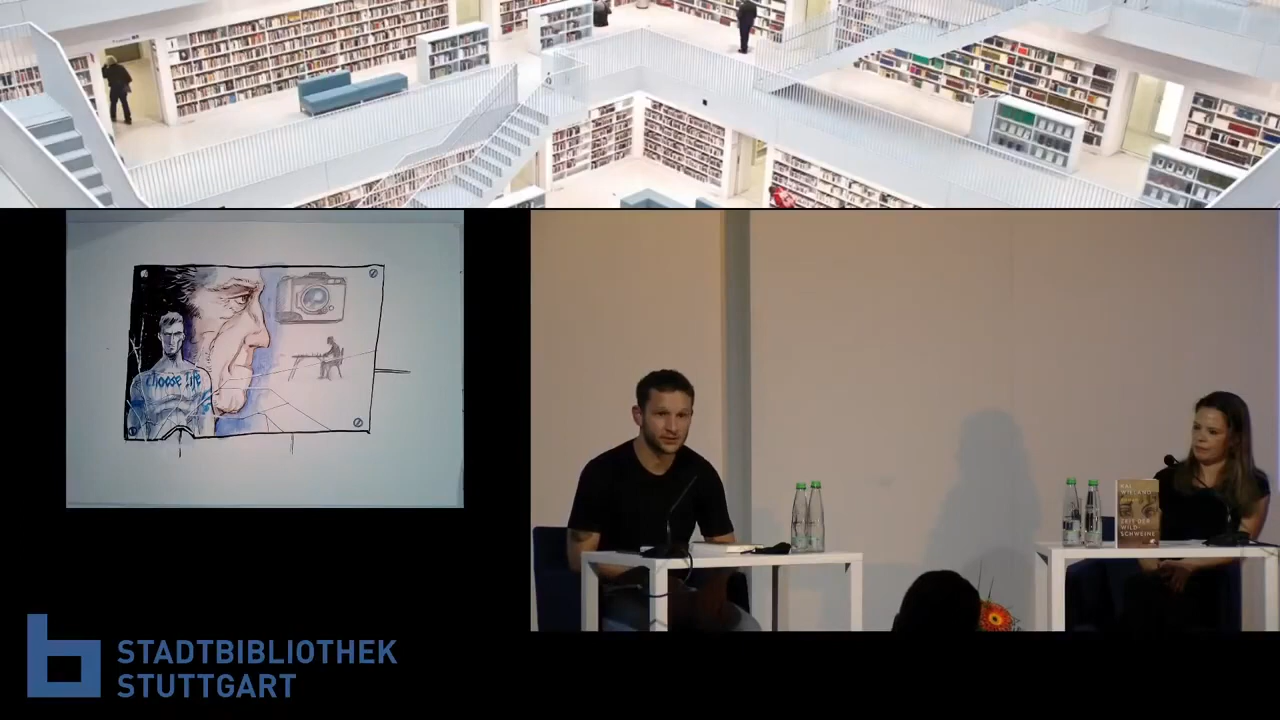 choose life
KAI
WIELAND
ZEIT DER
WILD-
SCHWEINE
STADTBIBLIOTHEK
STUTTGART